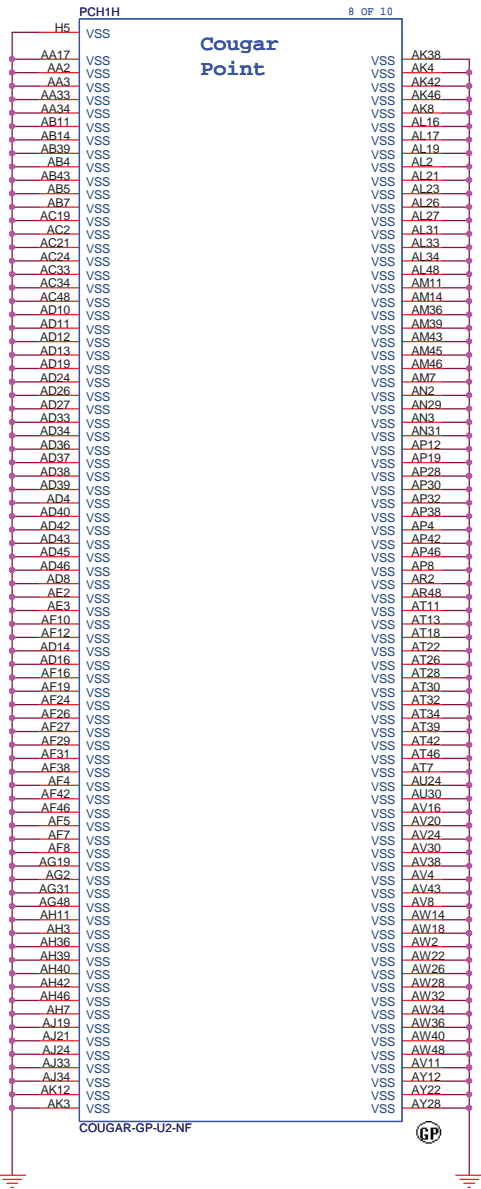 PCH1H 8 OF 10
H5 VSS
Cougar
Point
AA17 VSS VSS AK38
AA2 VSS VSS AK4
AA3 VSS VSS AK42
AA33 VSS VSS AK46
AA34 VSS VSS AK8
AB11 VSS VSS AL16
AB14 VSS VSS AL17
AB39 VSS VSS AL19
AB4 VSS VSS AL2
AB43 VSS VSS AL21
AB5 VSS VSS AL23
AB7 VSS VSS AL26
AC19 VSS VSS AL27
AC2 VSS VSS AL31
AC21 VSS VSS AL33
AC24 VSS VSS AL34
AC33 VSS VSS AL48
AC34 VSS VSS AM11
AC48 VSS VSS AM14
AD10 VSS VSS AM36
AD11 VSS VSS AM39
AD12 VSS VSS AM43
AD13 VSS VSS AM45
AD19 VSS VSS AM46
AD24 VSS VSS AM7
AD26 VSS VSS AN2
AD27 VSS VSS AN29
AD33 VSS VSS AN3
AD34 VSS VSS AN31
AD36 VSS VSS AP12
AD37 VSS VSS AP19
AD38 VSS VSS AP28
AD39 VSS VSS AP30
AD4 VSS VSS AP32
AD40 VSS VSS AP38
AD42 VSS VSS AP4
AD43 VSS VSS AP42
AD45 VSS VSS AP46
AD46 VSS VSS AP8
AD8 VSS VSS AR2
AE2 VSS VSS AR48
AE3 VSS VSS AT11
AF10 VSS VSS AT13
AF12 VSS VSS AT18
AD14 VSS VSS AT22
AD16 VSS VSS AT26
AF16 VSS VSS AT28
AF19 VSS VSS AT30
AF24 VSS VSS AT32
AF26 VSS VSS AT34
AF27 VSS VSS AT39
AF29 VSS VSS AT42
AF31 VSS VSS AT46
AF38 VSS VSS AT7
AF4 VSS VSS AU24
AF42 VSS VSS AU30
AF46 VSS VSS AV16
AF5 VSS VSS AV20
AF7 VSS VSS AV24
AF8 VSS VSS AV30
AG19 VSS VSS AV38
AG2 VSS VSS AV4
AG31 VSS VSS AV43
AG48 VSS VSS AV8
AH11 VSS VSS AW14
AH3 VSS VSS AW18
AH36 VSS VSS AW2
AH39 VSS VSS AW22
AH40 VSS VSS AW26
AH42 VSS VSS AW28
AH46 VSS VSS AW32
AH7 VSS VSS AW34
AJ19 VSS VSS AW36
AJ21 VSS VSS AW40
AJ24 VSS VSS AW48
AJ33 VSS VSS AV11
AJ34 VSS VSS AY12
AK12 VSS VSS AY22
AK3 VSS VSS AY28
COUGAR-GP-U2-NF GP